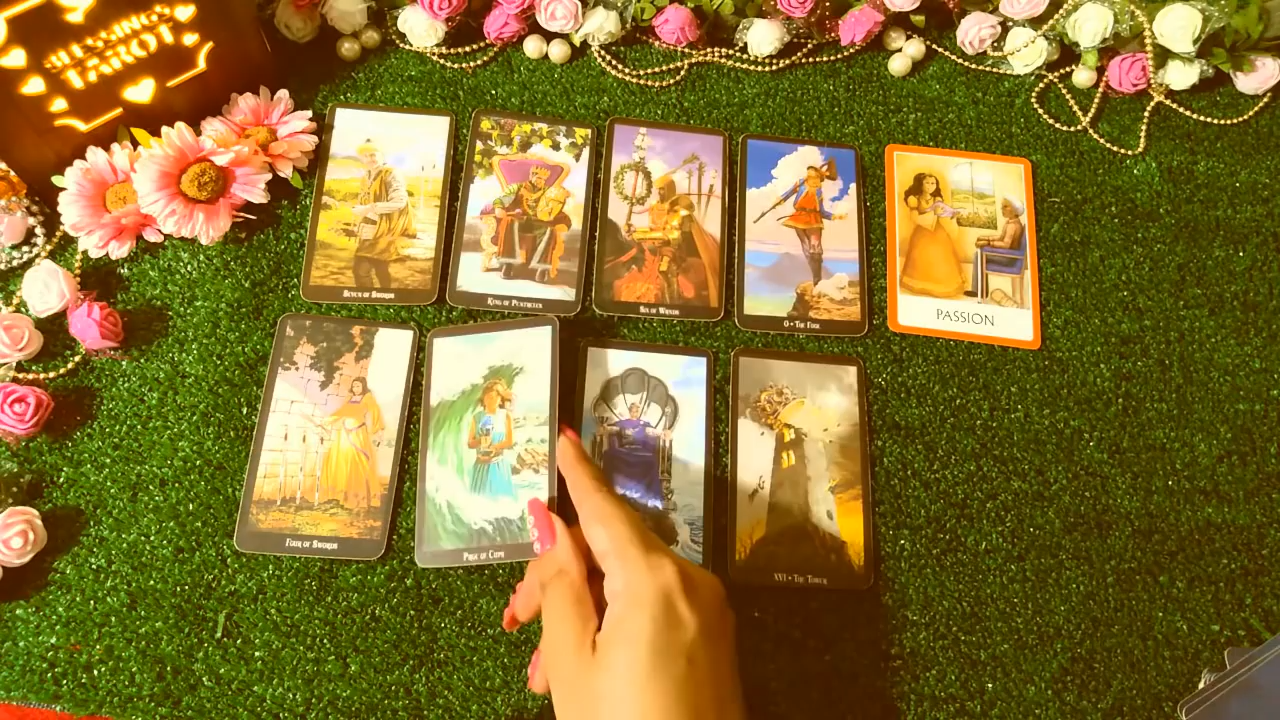 BLESSINGS
TAROT
SEVEN OF SWORDS
KING OF PENTACLES
SIX OF WANDS
0 • THE FOOL
PASSION
FOUR OF SWORDS
PAGE OF CUPS
XVI • THE TOWER